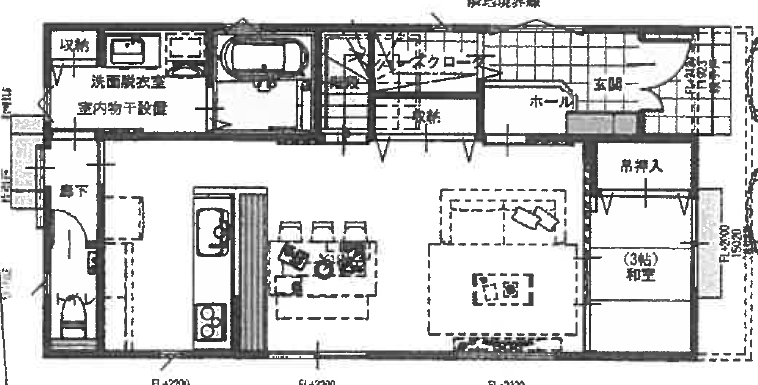 隣地境界線
収納
洗面脱衣室
室内物干設置
階段
シューズクローク
収納
玄関
ホール
廊下
吊押入
(3帖)
和室
FL+2000
15020
FL+2200
FL+2200